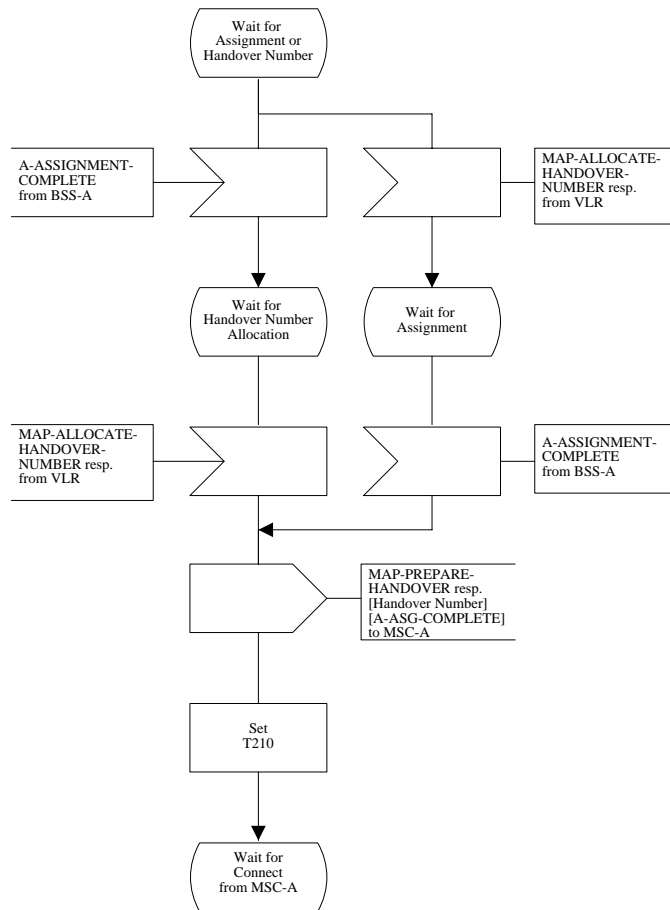 Wait for
Assignment or
Handover Number
A-ASSIGNMENT-
COMPLETE
from BSS-A
MAP-ALLOCATE-
HANDOVER-
NUMBER resp.
from VLR
Wait for
Handover Number
Allocation
Wait for
Assignment
MAP-ALLOCATE-
HANDOVER-
NUMBER resp.
from VLR
A-ASSIGNMENT-
COMPLETE
from BSS-A
MAP-PREPARE-
HANDOVER resp.
[Handover Number]
[A-ASG-COMPLETE]
to MSC-A
Set
T210
Wait for
Connect
from MSC-A